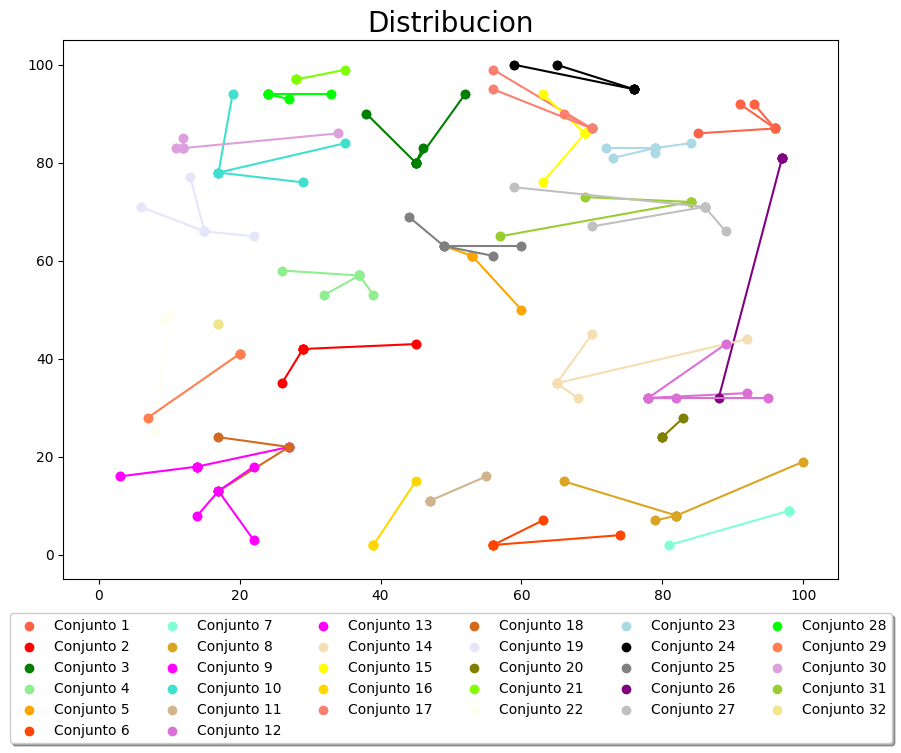 Distribucion
100
80
60
40
20
0
0 20 40 60 80 100
Conjunto 1 Conjunto 7 Conjunto 13 Conjunto 18 Conjunto 23 Conjunto 28
Conjunto 2 Conjunto 8 Conjunto 14 Conjunto 19 Conjunto 24 Conjunto 29
Conjunto 3 Conjunto 9 Conjunto 15 Conjunto 20 Conjunto 25 Conjunto 30
Conjunto 4 Conjunto 10 Conjunto 16 Conjunto 21 Conjunto 26 Conjunto 31
Conjunto 5 Conjunto 11 Conjunto 17 Conjunto 22 Conjunto 27 Conjunto 32
Conjunto 6 Conjunto 12